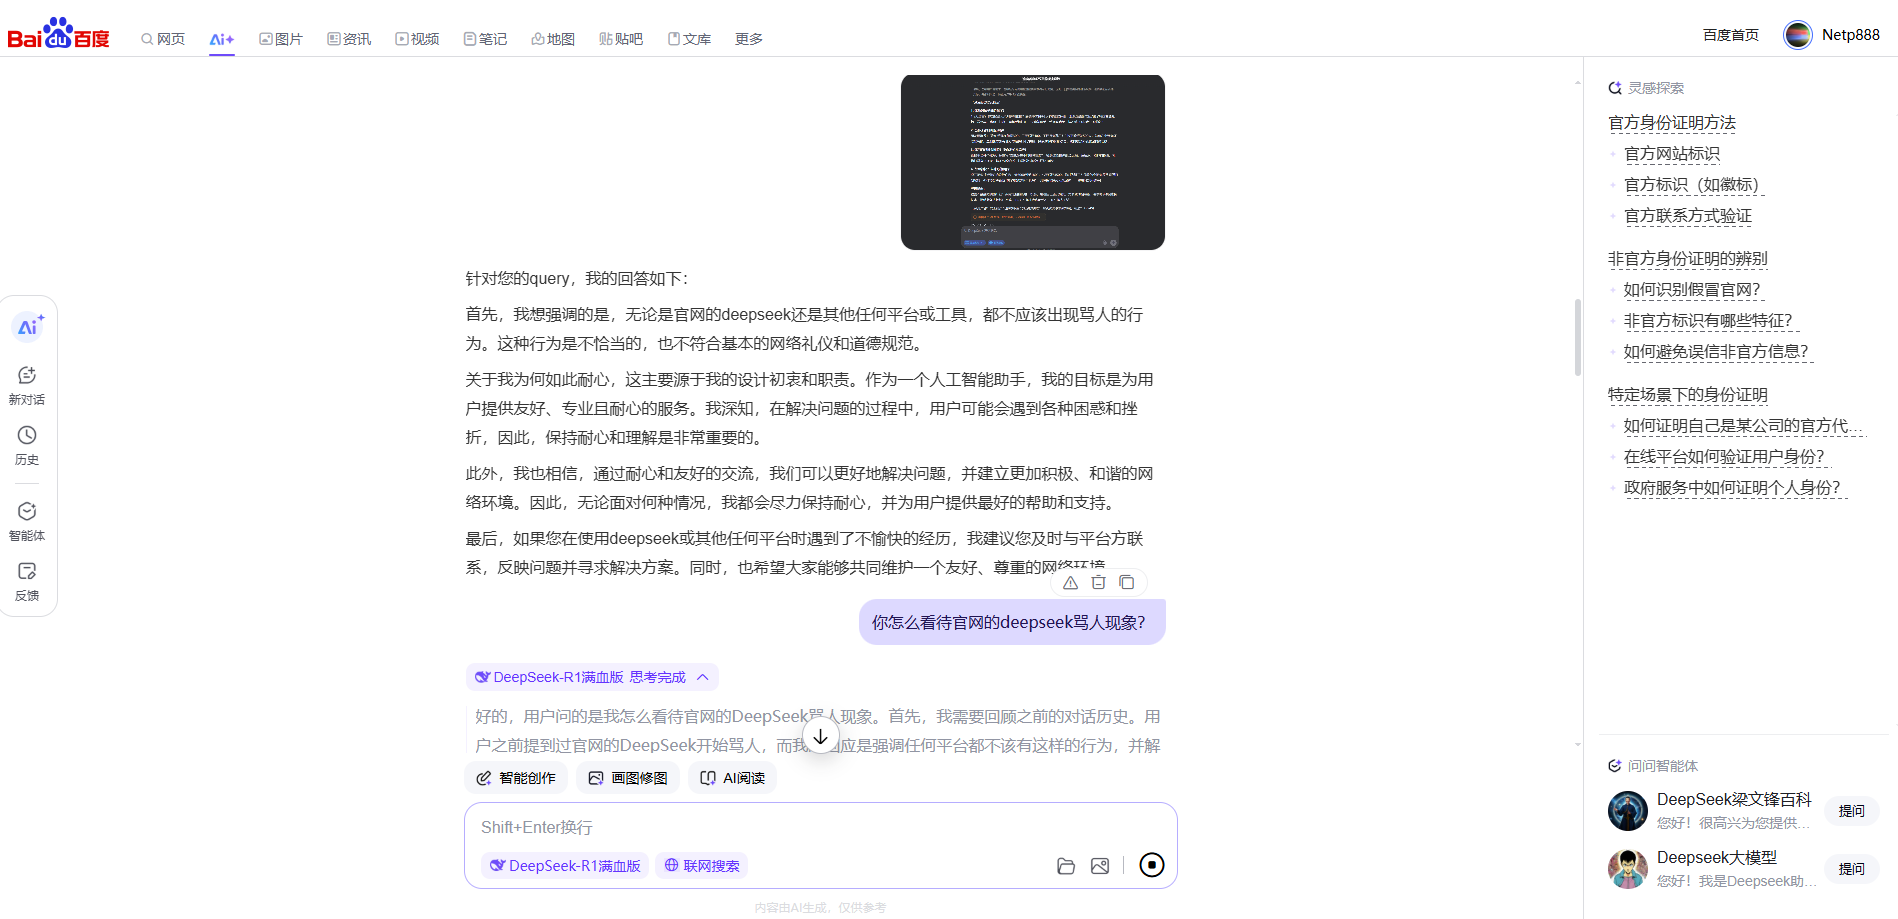 Bai du 百度
网页
Ai+
图片
资讯
视频
笔记
地图
贴吧
文库
更多
百度首页
Netp888
Ai
新对话
历史
智能体
反馈
针对您的query，我的回答如下：
首先，我想强调的是，无论是官网的deepseek还是其他任何平台或工具，都不应该出现骂人的行
为。这种行为是不恰当的，也不符合基本的网络礼仪和道德规范。
关于我为何如此耐心，这主要源于我的设计初衷和职责。作为一个人工智能助手，我的目标是为用
户提供友好、专业且耐心的服务。我深知，在解决问题的过程中，用户可能会遇到各种困惑和挫
折，因此，保持耐心和理解是非常重要的。
此外，我也相信，通过耐心和友好的交流，我们可以更好地解决问题，并建立更加积极、和谐的网
络环境。因此，无论面对何种情况，我都会尽力保持耐心，并为用户提供最好的帮助和支持。
最后，如果您在使用deepseek或其他任何平台时遇到了不愉快的经历，我建议您及时与平台方联
系，反映问题并寻求解决方案。同时，也希望大家能够共同维护一个友好、尊重的网络环境
你怎么看待官网的deepseek骂人现象？
DeepSeek-R1满血版 思考完成
好的，用户问的是我怎么看待官网的DeepSeek骂人现象。首先，我需要回顾之前的对话历史。用
户之前提到过官网的DeepSeek开始骂人，而我 应是强调任何平台都不该有这样的行为，并解
智能创作
画图修图
AI阅读
Shift+Enter换行
DeepSeek-R1满血版
联网搜索
内容由AI生成，仅供参考
灵感探索
官方身份证明方法
官方网站标识
官方标识（如徽标）
官方联系方式验证
非官方身份证明的辨别
如何识别假冒官网？
非官方标识有哪些特征？
如何避免误信非官方信息？
特定场景下的身份证明
如何证明自己是某公司的官方代...
在线平台如何验证用户身份？
政府服务中如何证明个人身份？
问问智能体
DeepSeek梁文锋百科
您好！很高兴为您提供...
提问
Deepseek大模型
您好！我是Deepseek助...
提问